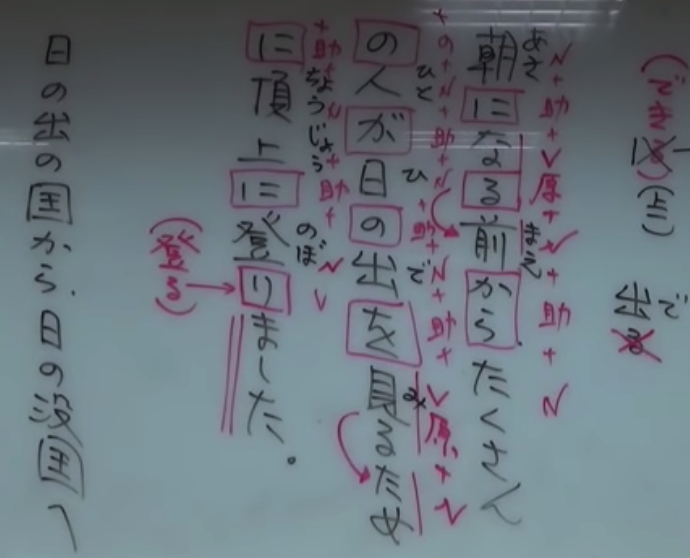 (できる)
(上)
で
出る
N+助+V原+N+助+N
あさ まえ
朝になる前からたくさん
+の+N+助+N+助+N+助+V原+N
ひと ひ で み
の人が日の出を見るため
+助+N+助+N V
ちょうじょう のぼ
に頂上に登りました。
(登る)
日の出の国から、日の没国へ